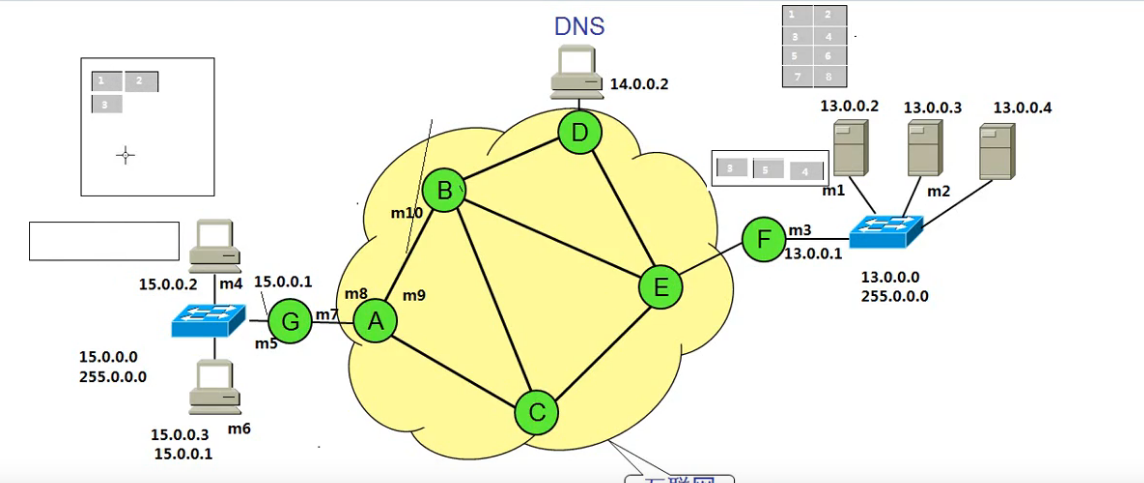 DNS
14.0.0.2
1 2
3 4
5 6
7 8
1 2
3
13.0.0.2
13.0.0.3
13.0.0.4
D
B
3 5 4
m1
m2
m10
F
m3
13.0.0.1
15.0.0.2
m4
15.0.0.1
m8
m9
E
13.0.0.0
255.0.0.0
G
m7
A
m5
15.0.0.0
255.0.0.0
C
15.0.0.3
m6
15.0.0.1
互联网